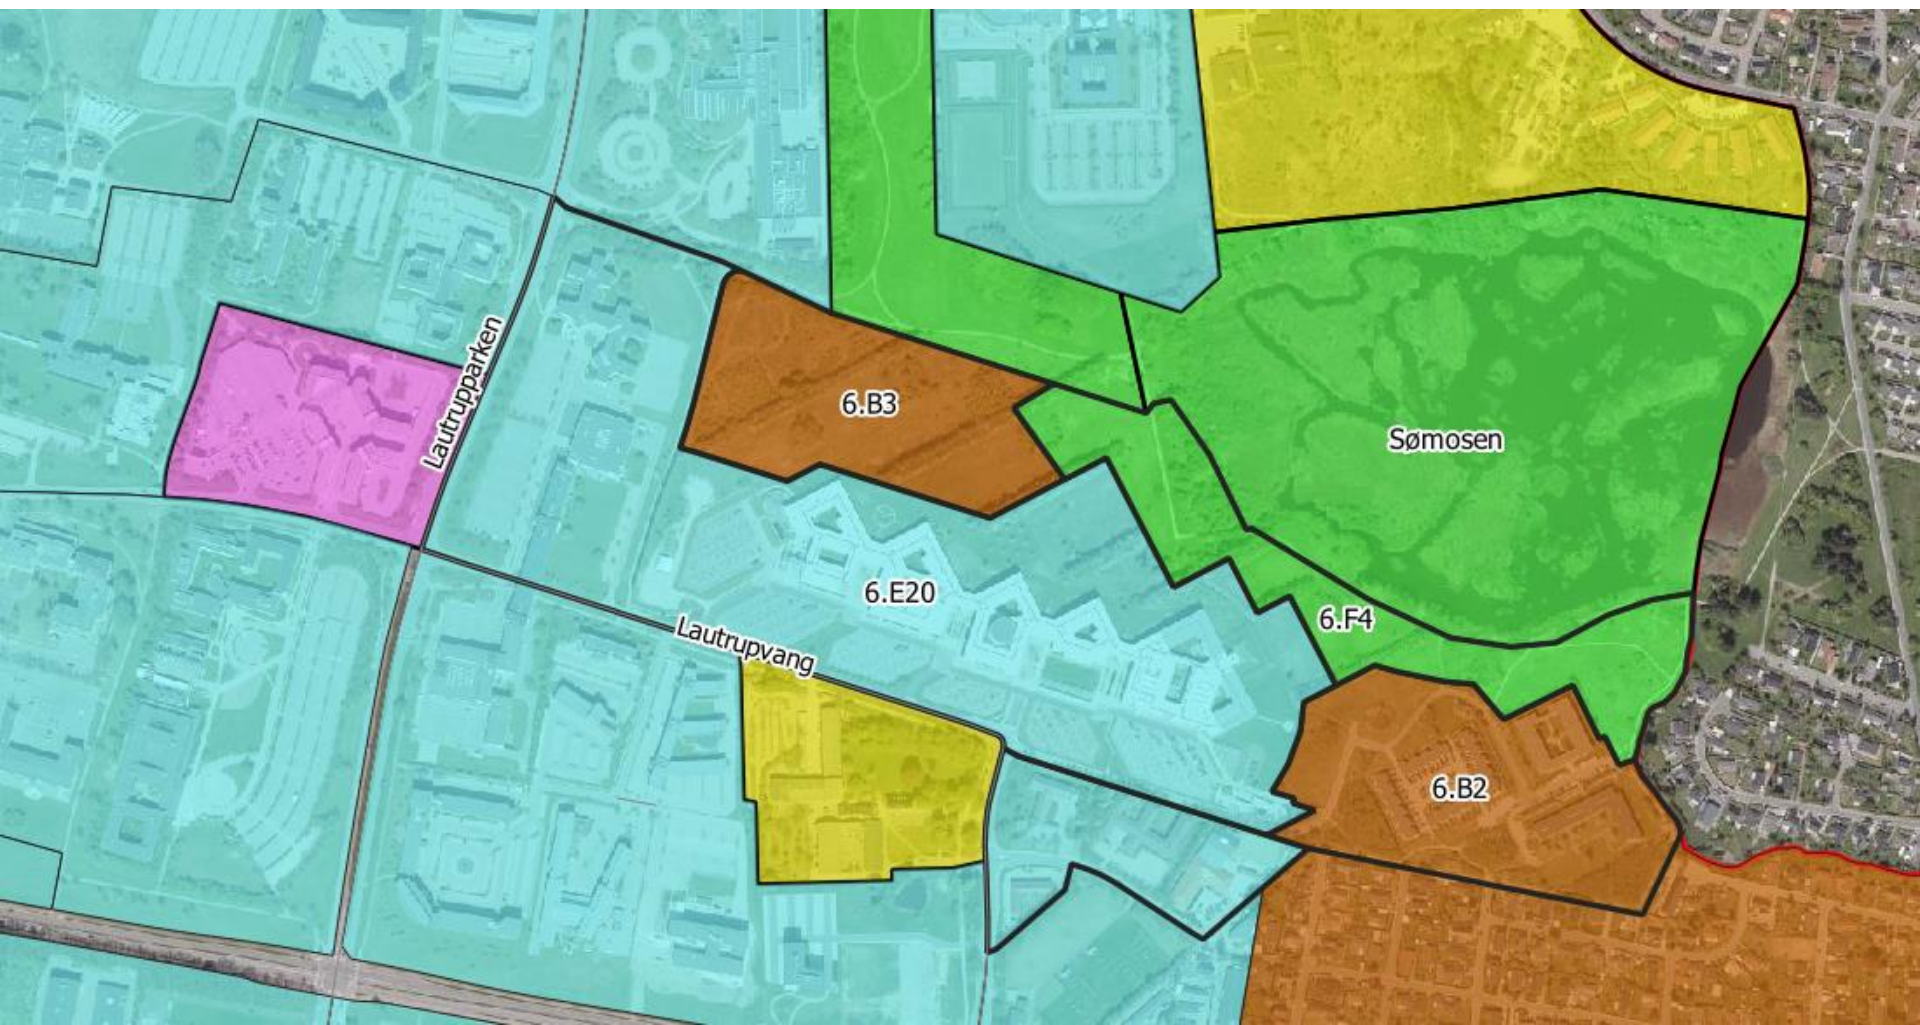 Lautrupparken
6.B3
Sømosen
6.E20
6.F4
Lautrupvang
6.B2